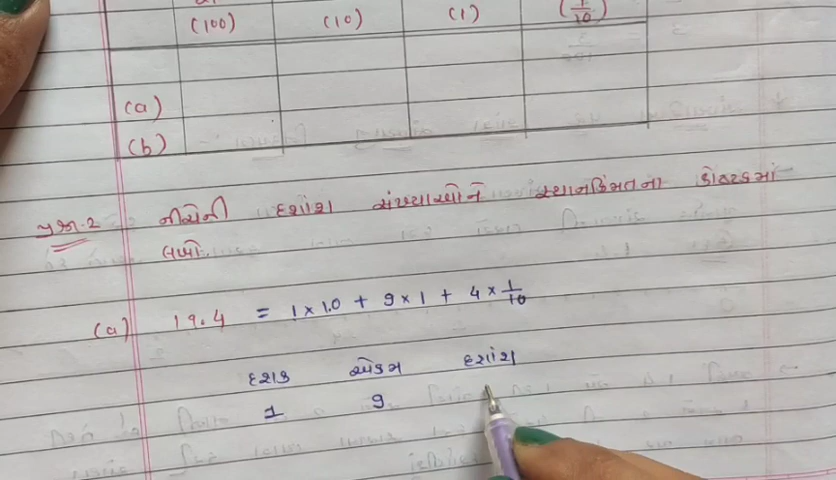 (100) (10) (1) (1/10)
(a)
(b)
પ્રશ્ન-2 નીચેની દશાંશ સંખ્યાઓને સ્થાનકિંમતના કોષ્ટકમાં
લખો.
(a) 19.4 = 1 × 10 + 9 × 1 + 4 × 1/10
દશક એકમ દશાંશ
1 9